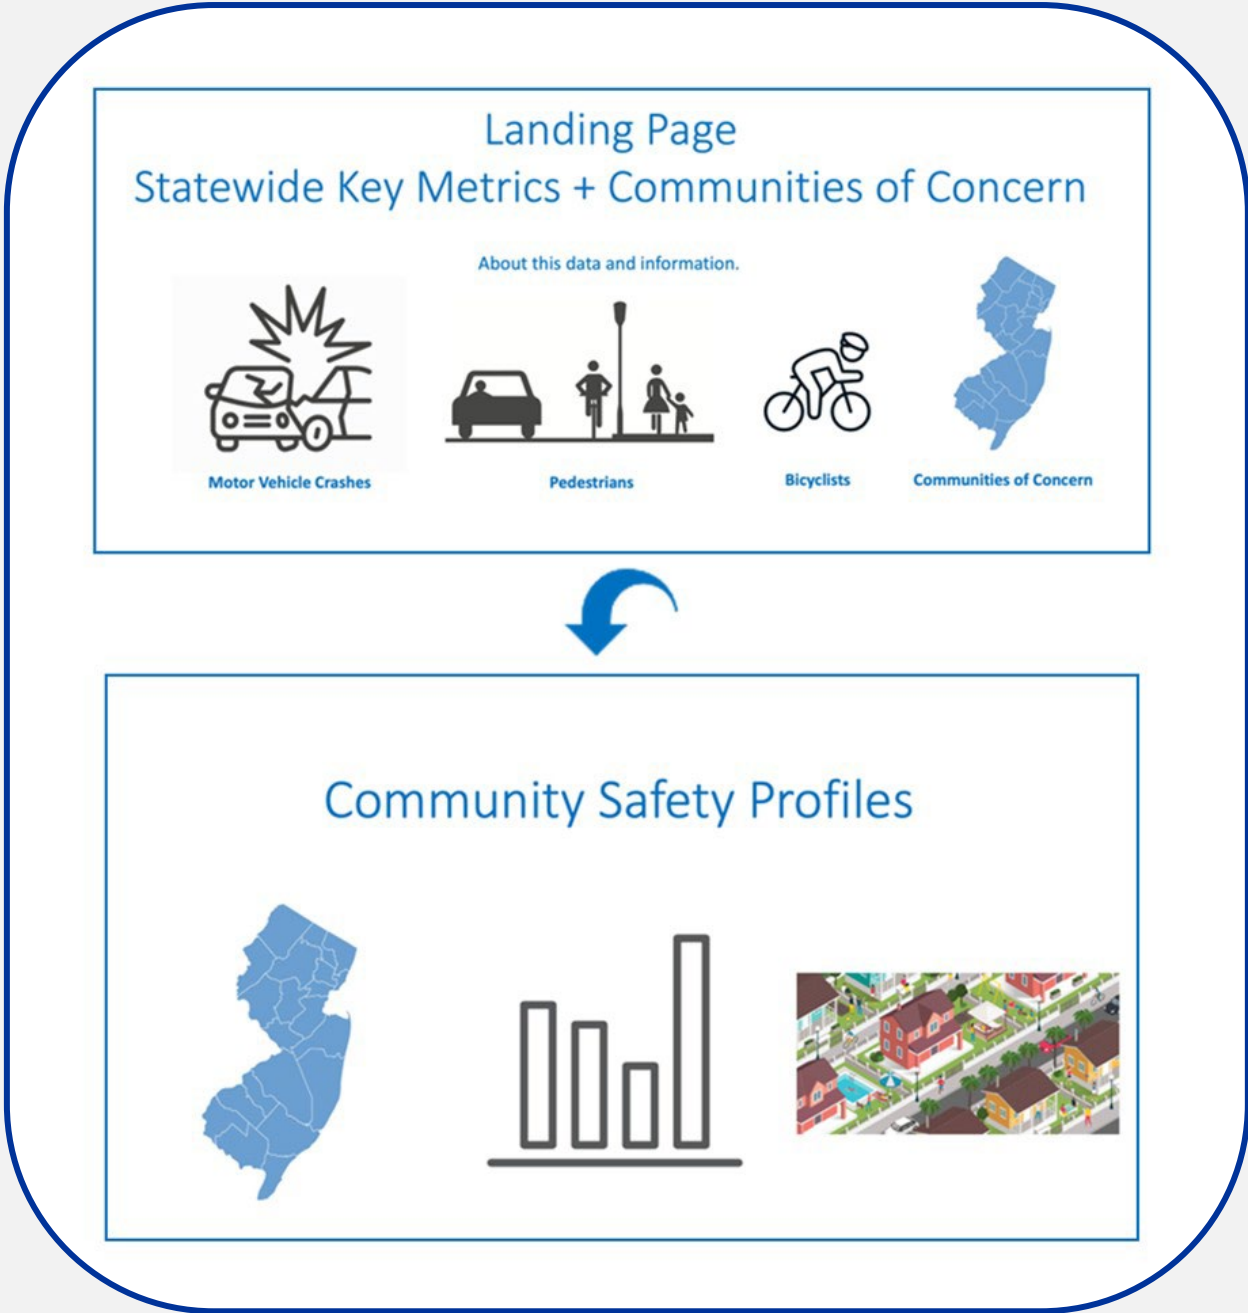 Landing Page
Statewide Key Metrics + Communities of Concern
About this data and information.
Motor Vehicle Crashes
Pedestrians
Bicyclists
Communities of Concern
Community Safety Profiles